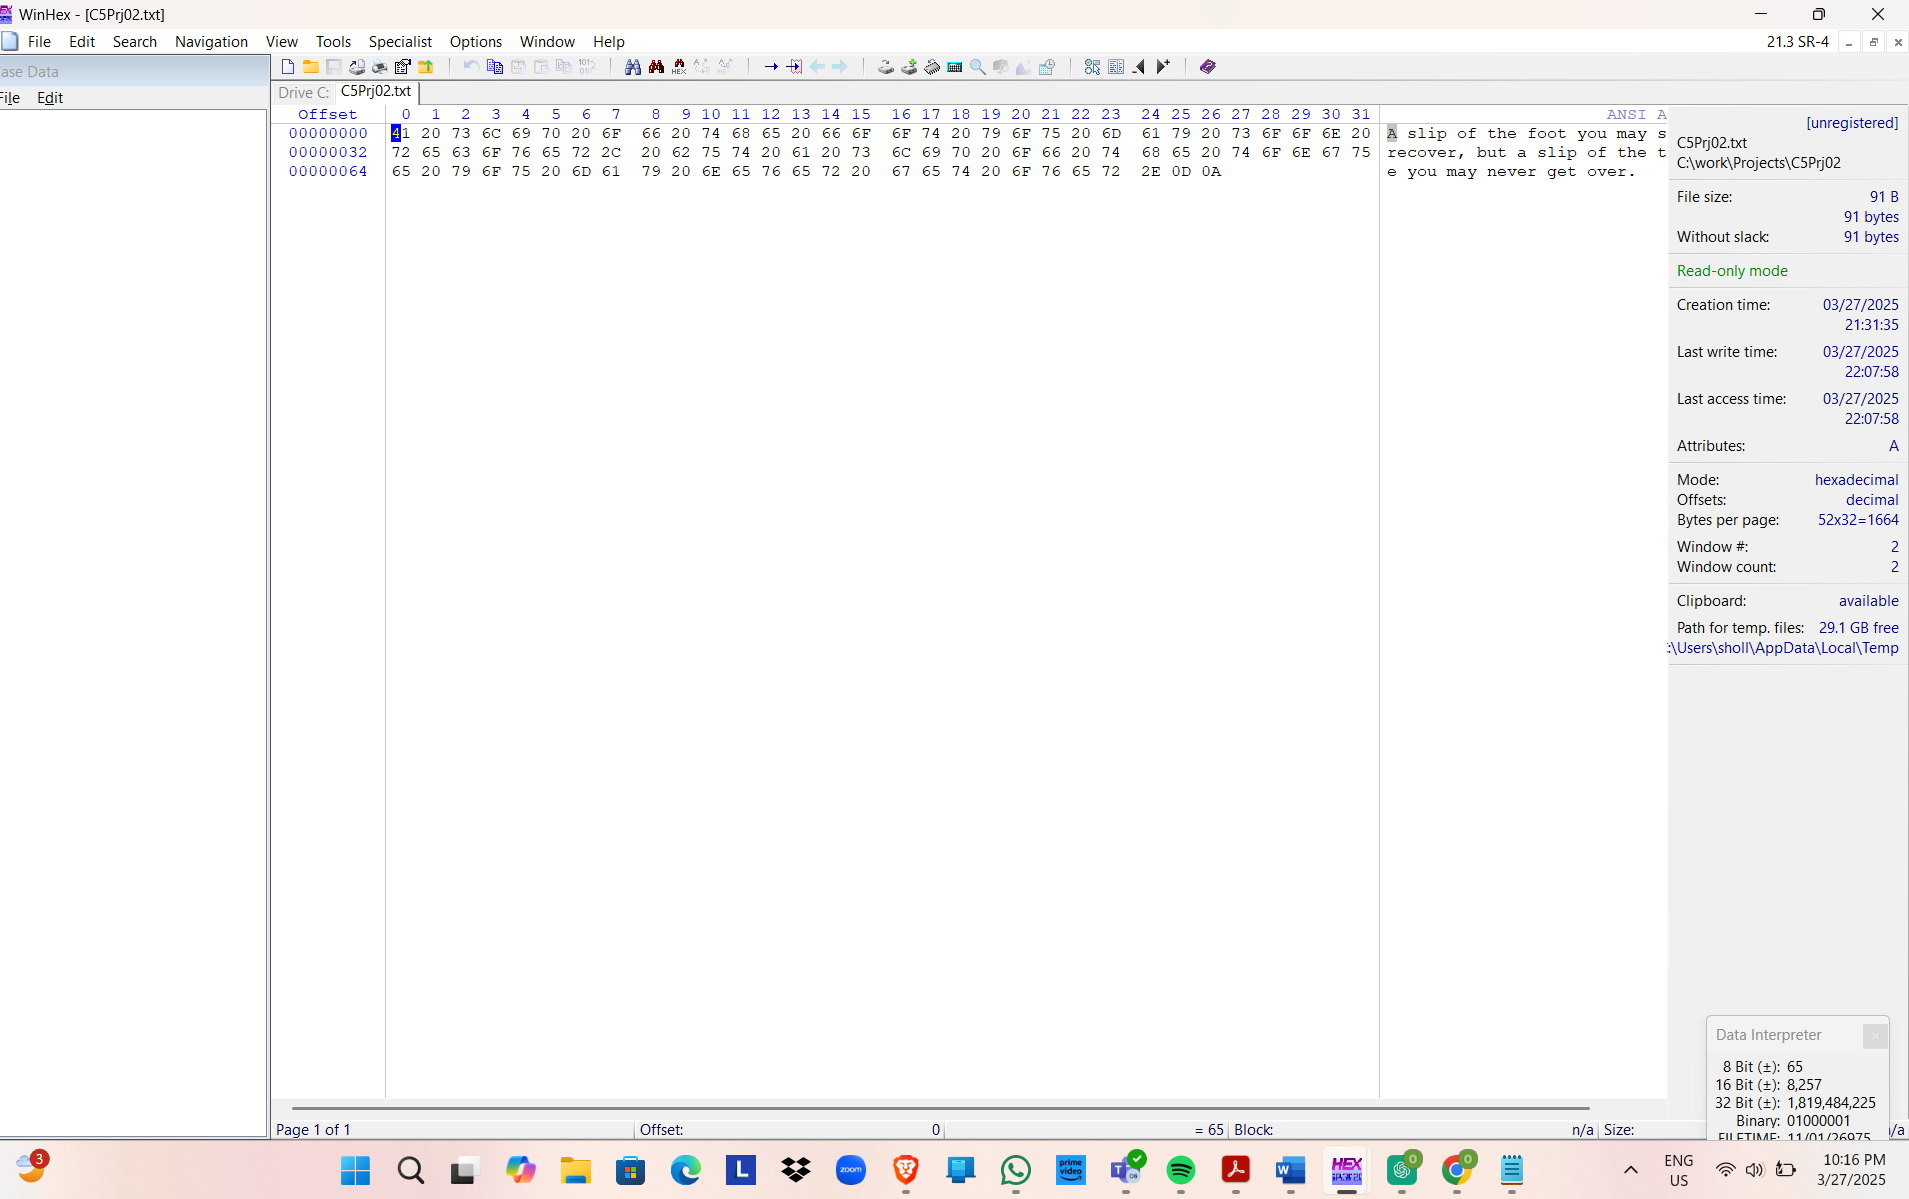 WinHex - [C5Prj02.txt]
File Edit Search Navigation View Tools Specialist Options Window Help 21.3 SR-4
ase Data
File Edit
Drive C: C5Prj02.txt
Offset 0 1 2 3 4 5 6 7 8 9 10 11 12 13 14 15 16 17 18 19 20 21 22 23 24 25 26 27 28 29 30 31 ANSI A
00000000 41 20 73 6C 69 70 20 6F 66 20 74 68 65 20 66 6F 6F 74 20 79 6F 75 20 6D 61 79 20 73 6F 6F 6E 20 A slip of the foot you may s
00000032 72 65 63 6F 76 65 72 2C 20 62 75 74 20 61 20 73 6C 69 70 20 6F 66 20 74 68 65 20 74 6F 6E 67 75 recover, but a slip of the t
00000064 65 20 79 6F 75 20 6D 61 79 20 6E 65 76 65 72 20 67 65 74 20 6F 76 65 72 2E 0D 0A e you may never get over.
[unregistered]
C5Prj02.txt
C:\work\Projects\C5Prj02
File size: 91 B
91 bytes
Without slack: 91 bytes
Read-only mode
Creation time: 03/27/2025
21:31:35
Last write time: 03/27/2025
22:07:58
Last access time: 03/27/2025
22:07:58
Attributes: A
Mode: hexadecimal
Offsets: decimal
Bytes per page: 52x32=1664
Window #: 2
Window count: 2
Clipboard: available
Path for temp. files: 29.1 GB free
:\Users\sholl\AppData\Local\Temp
Data Interpreter
8 Bit (±): 65
16 Bit (±): 8,257
32 Bit (±): 1,819,484,225
Binary: 01000001
FILETIME: 11/01/26975
Page 1 of 1 Offset: 0 = 65 Block: n/a Size: n/a
3
L
zoom
prime video
W
HEX
0
0
ENG
US
10:16 PM
3/27/2025